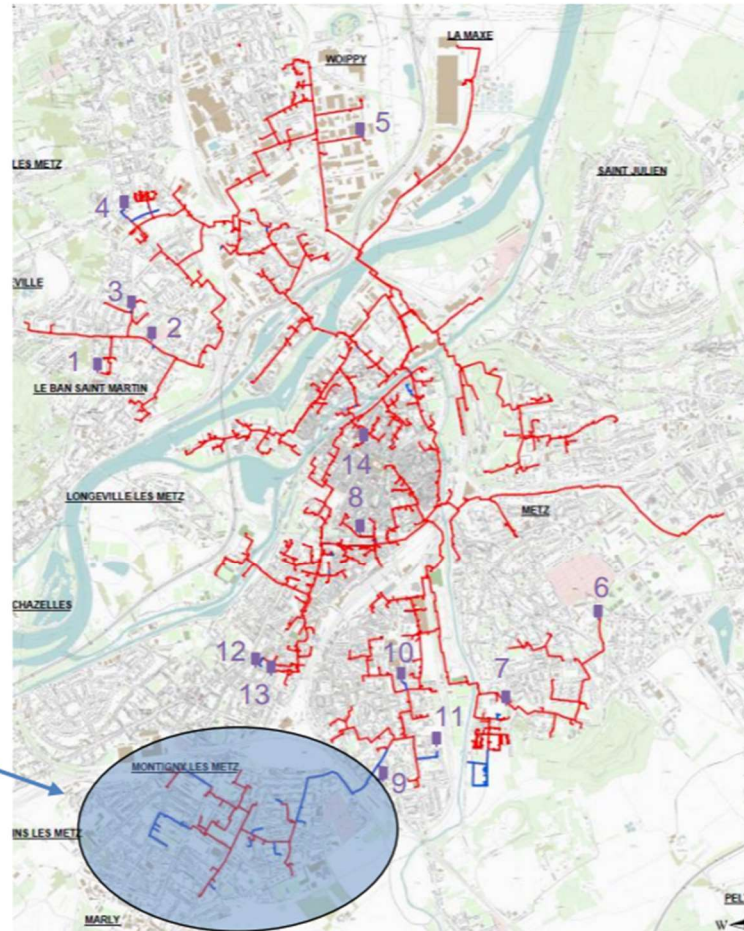 LA MAXE
WOIPPY
5
LES METZ
SAINT JULIEN
4
EVILLE
3
2
1
LE BAN SAINT MARTIN
14
LONGEVILLE LES METZ
8
METZ
CHAZELLES
6
12
10
13
7
11
MONTIGNY LES METZ
9
INS LES METZ
PEL
MARLY
W